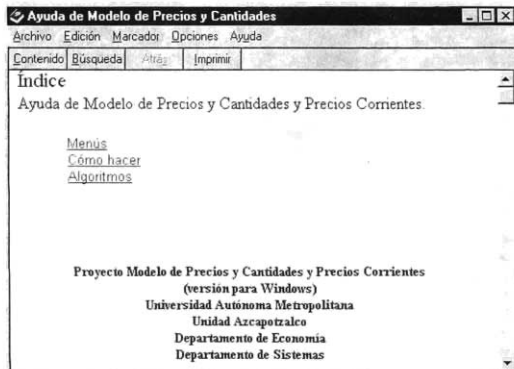 Ayuda de Modelo de Precios y Cantidades
Archivo Edición Marcador Opciones Ayuda
Contenido Búsqueda Atrás Imprimir
Índice
Ayuda de Modelo de Precios y Cantidades y Precios Corrientes.
Menús
Cómo hacer
Algoritmos
Proyecto Modelo de Precios y Cantidades y Precios Corrientes
(versión para Windows)
Universidad Autónoma Metropolitana
Unidad Azcapotzalco
Departamento de Economía
Departamento de Sistemas